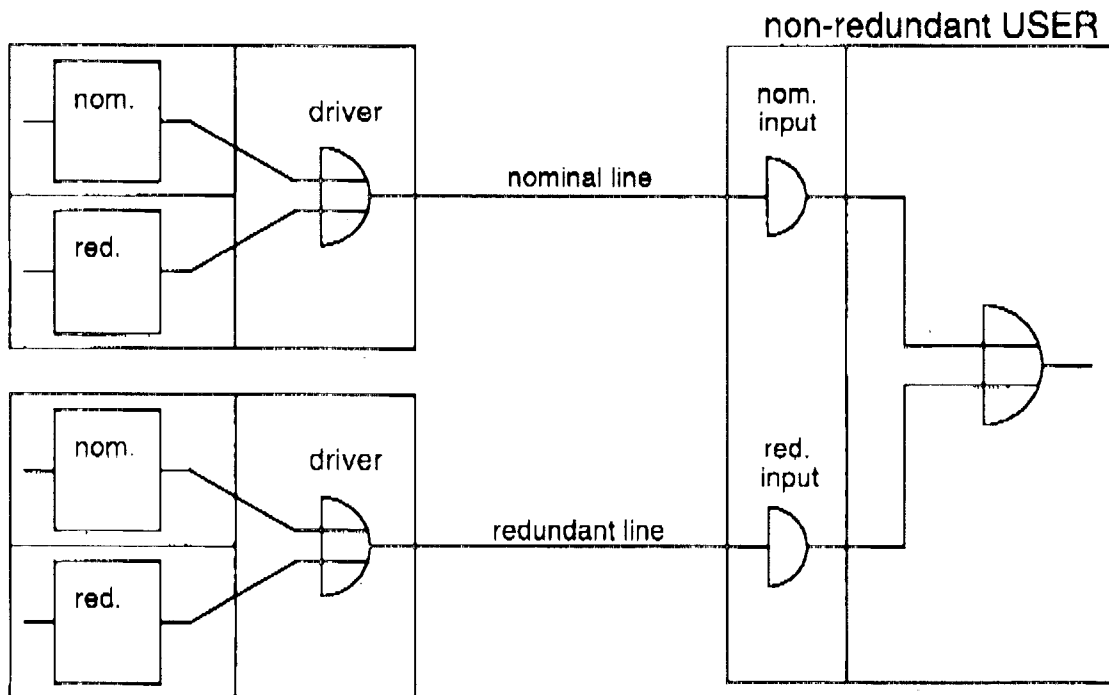 non-redundant USER
nom.
driver
nom.
input
nominal line
red.
nom.
driver
red.
input
redundant line
red.